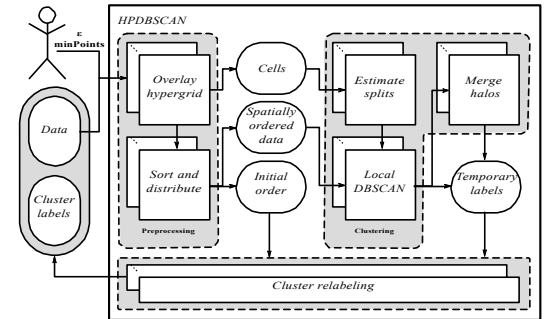 HPDBSCAN
ε
minPoints
Overlay
hypergrid
Cells
Estimate
splits
Merge
halos
Data
Spatially
ordered
data
Sort and
distribute
Initial
order
Local
DBSCAN
Temporary
labels
Cluster
labels
Preprocessing
Clustering
Cluster relabeling